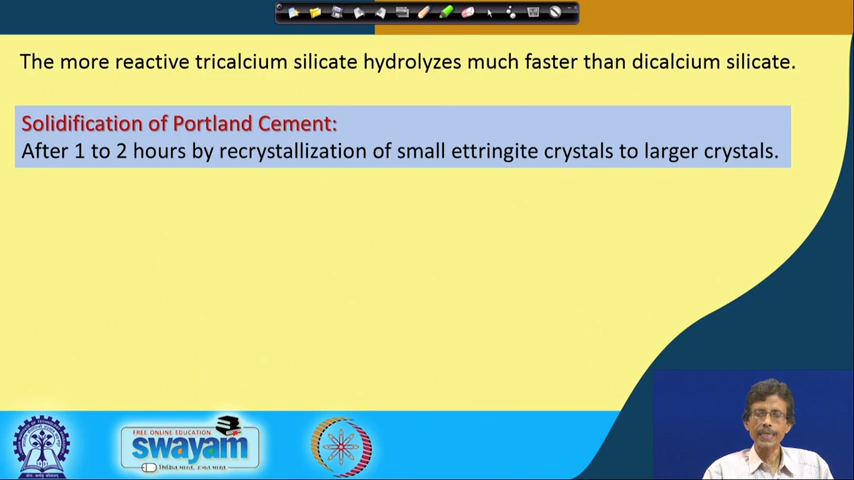 The more reactive tricalcium silicate hydrolyzes much faster than dicalcium silicate.
Solidification of Portland Cement:
After 1 to 2 hours by recrystallization of small ettringite crystals to larger crystals.
FREE ONLINE EDUCATION
swayam